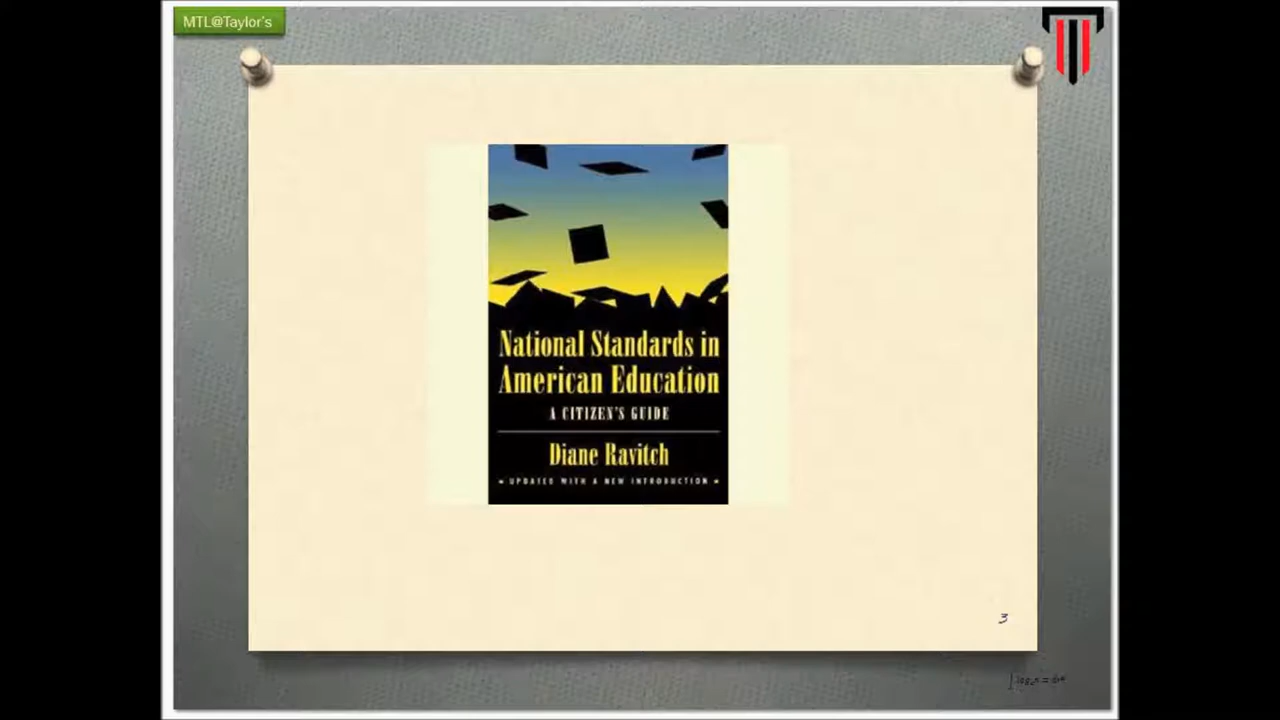 MTL@Taylor's
National Standards in
American Education
A CITIZEN'S GUIDE
Diane Ravitch
UPDATED WITH A NEW INTRODUCTION
3